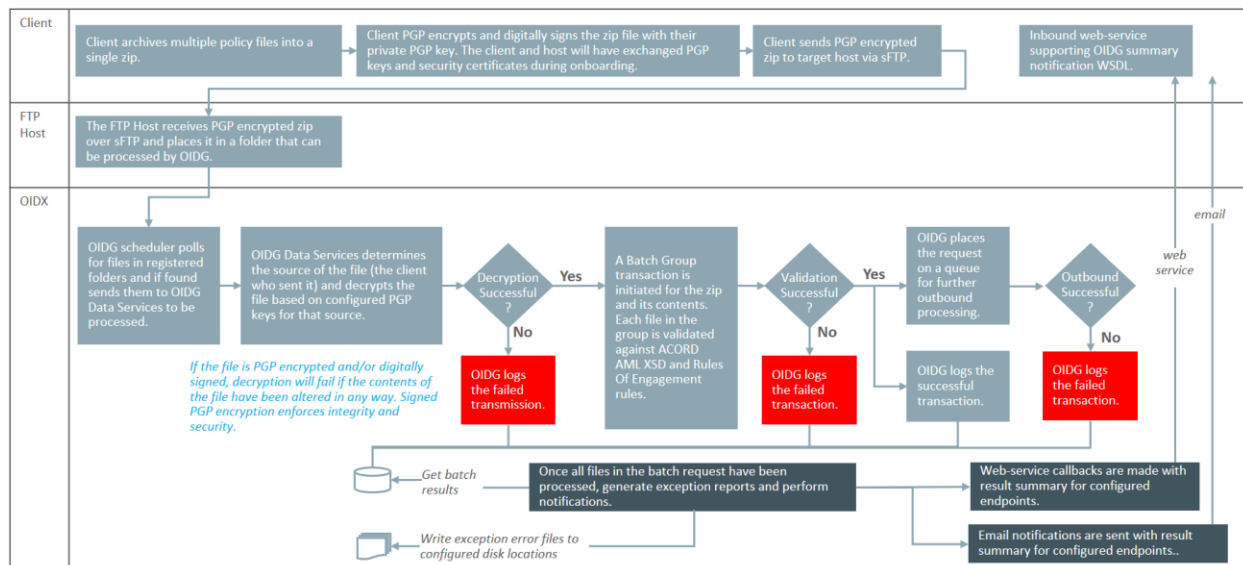 Client
Client archives multiple policy files into a
single zip.
Client PGP encrypts and digitally signs the zip file with their
private PGP key. The client and host will have exchanged PGP
keys and security certificates during onboarding.
Client sends PGP encrypted
zip to target host via sFTP.
Inbound web-service
supporting OIDG summary
notification WSDL.
FTP
Host
The FTP Host receives PGP encrypted zip
over sFTP and places it in a folder that can
be processed by OIDG.
OIDX
email
web
service
OIDG scheduler polls
for files in registered
folders and if found
sends them to OIDG
Data Services to be
processed.
OIDG Data Services determines
the source of the file (the client
who sent it) and decrypts the
file based on configured PGP
keys for that source.
Decryption
Successful
?
Yes
No
A Batch Group
transaction is
initiated for the zip
and its contents.
Each file in the
group is validated
against ACORD
AML XSD and Rules
Of Engagement
rules.
Validation
Successful
?
Yes
No
OIDG places
the request
on a queue
for further
outbound
processing.
Outbound
Successful
?
No
If the file is PGP encrypted and/or digitally
signed, decryption will fail if the contents of
the file have been altered in any way. Signed
PGP encryption enforces integrity and
security.
OIDG logs
the failed
transmission.
OIDG logs
the failed
transaction.
OIDG logs the
successful
transaction.
OIDG logs
the failed
transaction.
Get batch
results
Once all files in the batch request have been
processed, generate exception reports and perform
notifications.
Web-service callbacks are made with
result summary for configured
endpoints.
Write exception error files to
configured disk locations
Email notifications are sent with result
summary for configured endpoints..